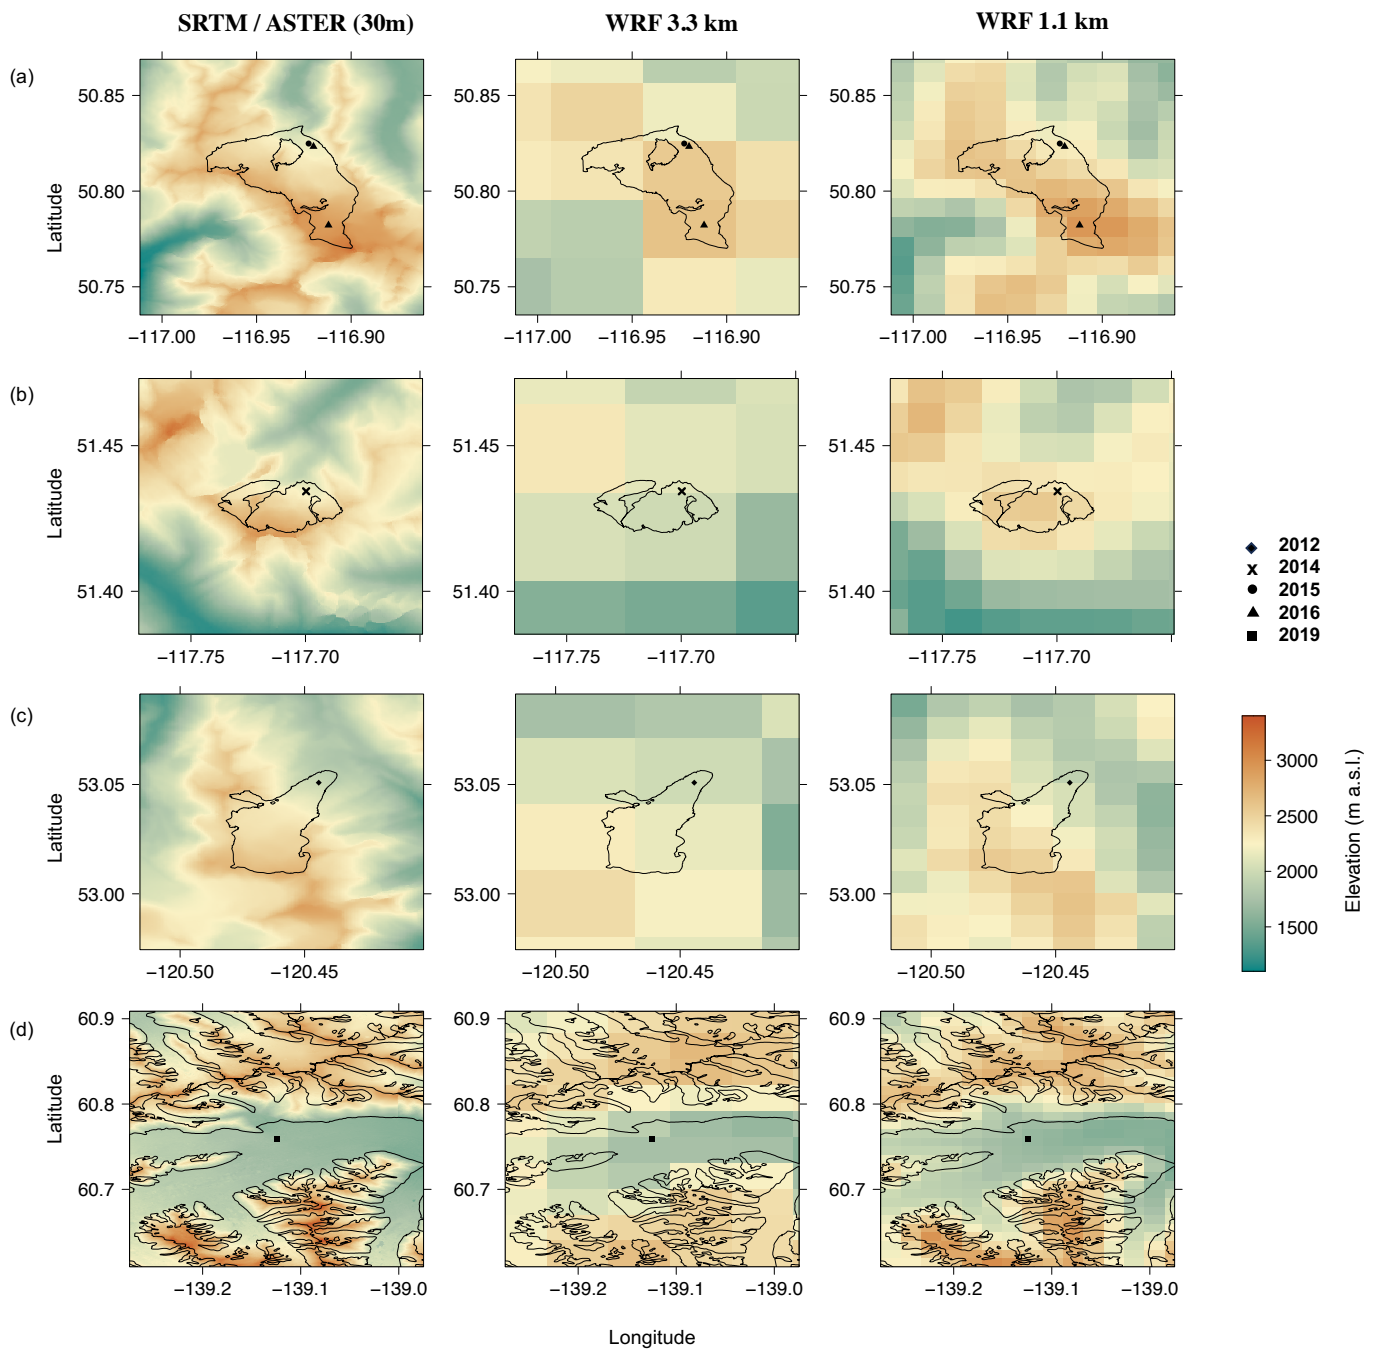 SRTM / ASTER (30m) WRF 3.3 km WRF 1.1 km
(a)
Latitude
50.85 50.85 50.85
50.80 50.80 50.80
50.75 50.75 50.75
−117.00 −116.95 −116.90 −117.00 −116.95 −116.90 −117.00 −116.95 −116.90
(b)
Latitude
51.45 51.45 51.45
51.40 51.40 51.40
−117.75 −117.70 −117.75 −117.70 −117.75 −117.70
2012
2014
2015
2016
2019
(c)
Latitude
53.05 53.05 53.05
53.00 53.00 53.00
−120.50 −120.45 −120.50 −120.45 −120.50 −120.45
3000
2500
2000
1500
Elevation (m a.s.l.)
(d)
Latitude
60.9 60.9 60.9
60.8 60.8 60.8
60.7 60.7 60.7
−139.2 −139.1 −139.0 −139.2 −139.1 −139.0 −139.2 −139.1 −139.0
Longitude